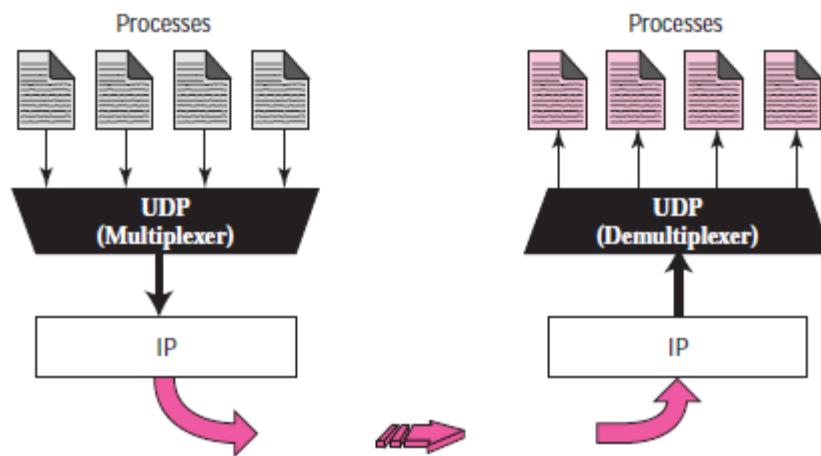 Processes
Processes
UDP
(Multiplexer)
UDP
(Demultiplexer)
IP
IP